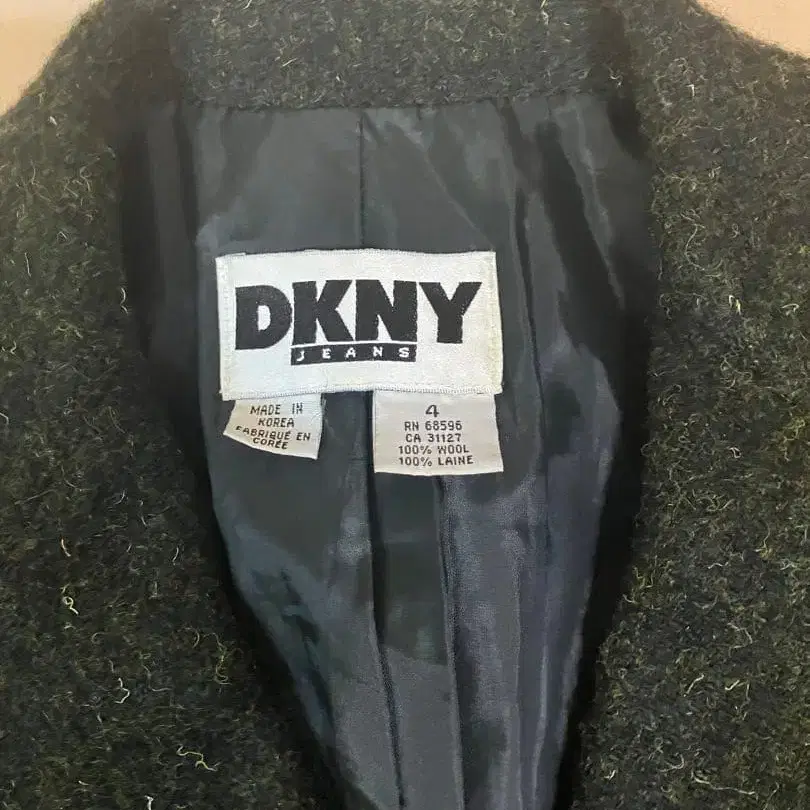 DKNY
JEANS
MADE IN
KOREA
FABRIQUÉ EN
CORÉE
4
RN 68596
CA 31127
100% WOOL
100% LAINE